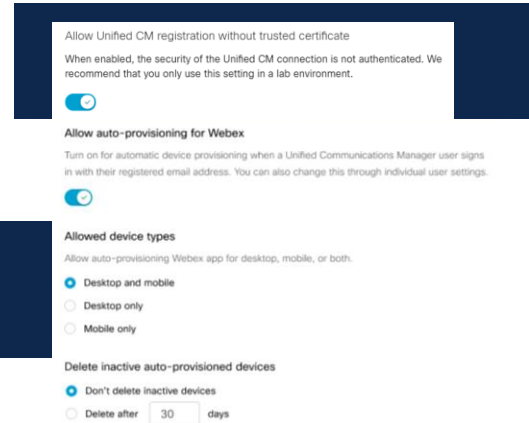 Allow Unified CM registration without trusted certificate
When enabled, the security of the Unified CM connection is not authenticated. We
recommend that you only use this setting in a lab environment.
Allow auto-provisioning for Webex
Turn on for automatic device provisioning when a Unified Communications Manager user signs
in with their registered email address. You can also change this through individual user settings.
Allowed device types
Allow auto-provisioning Webex app for desktop, mobile, or both.
Desktop and mobile
Desktop only
Mobile only
Delete inactive auto-provisioned devices
Don't delete inactive devices
Delete after 30 days